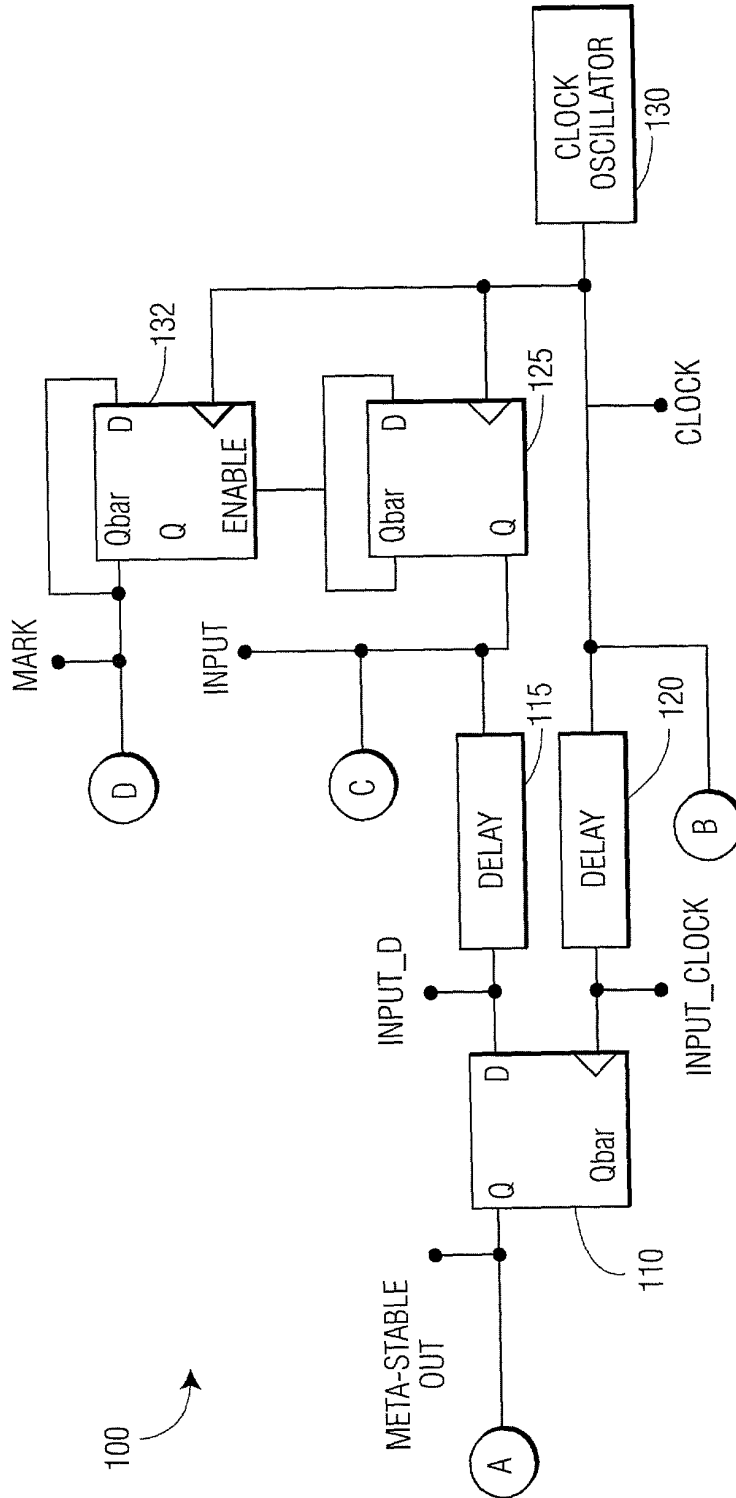 100
META-STABLE
OUT
A
Q
Qbar
D
110
INPUT_D
INPUT_CLOCK
DELAY
115
DELAY
120
B
MARK
D
INPUT
C
Qbar
Q
D
ENABLE
132
Qbar
Q
D
125
CLOCK
CLOCK
OSCILLATOR
130